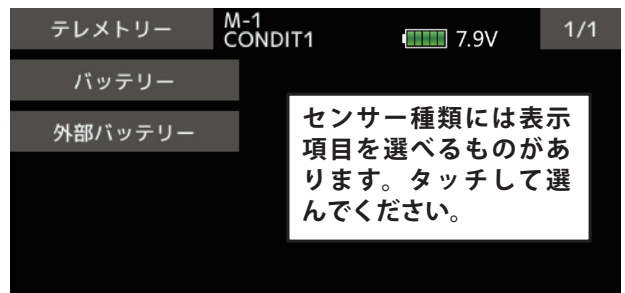 テレメトリー
M-1
CONDIT1
7.9V
1/1
バッテリー
外部バッテリー
センサー種類には表示
項目を選べるものがあ
ります。タッチして選
んでください。